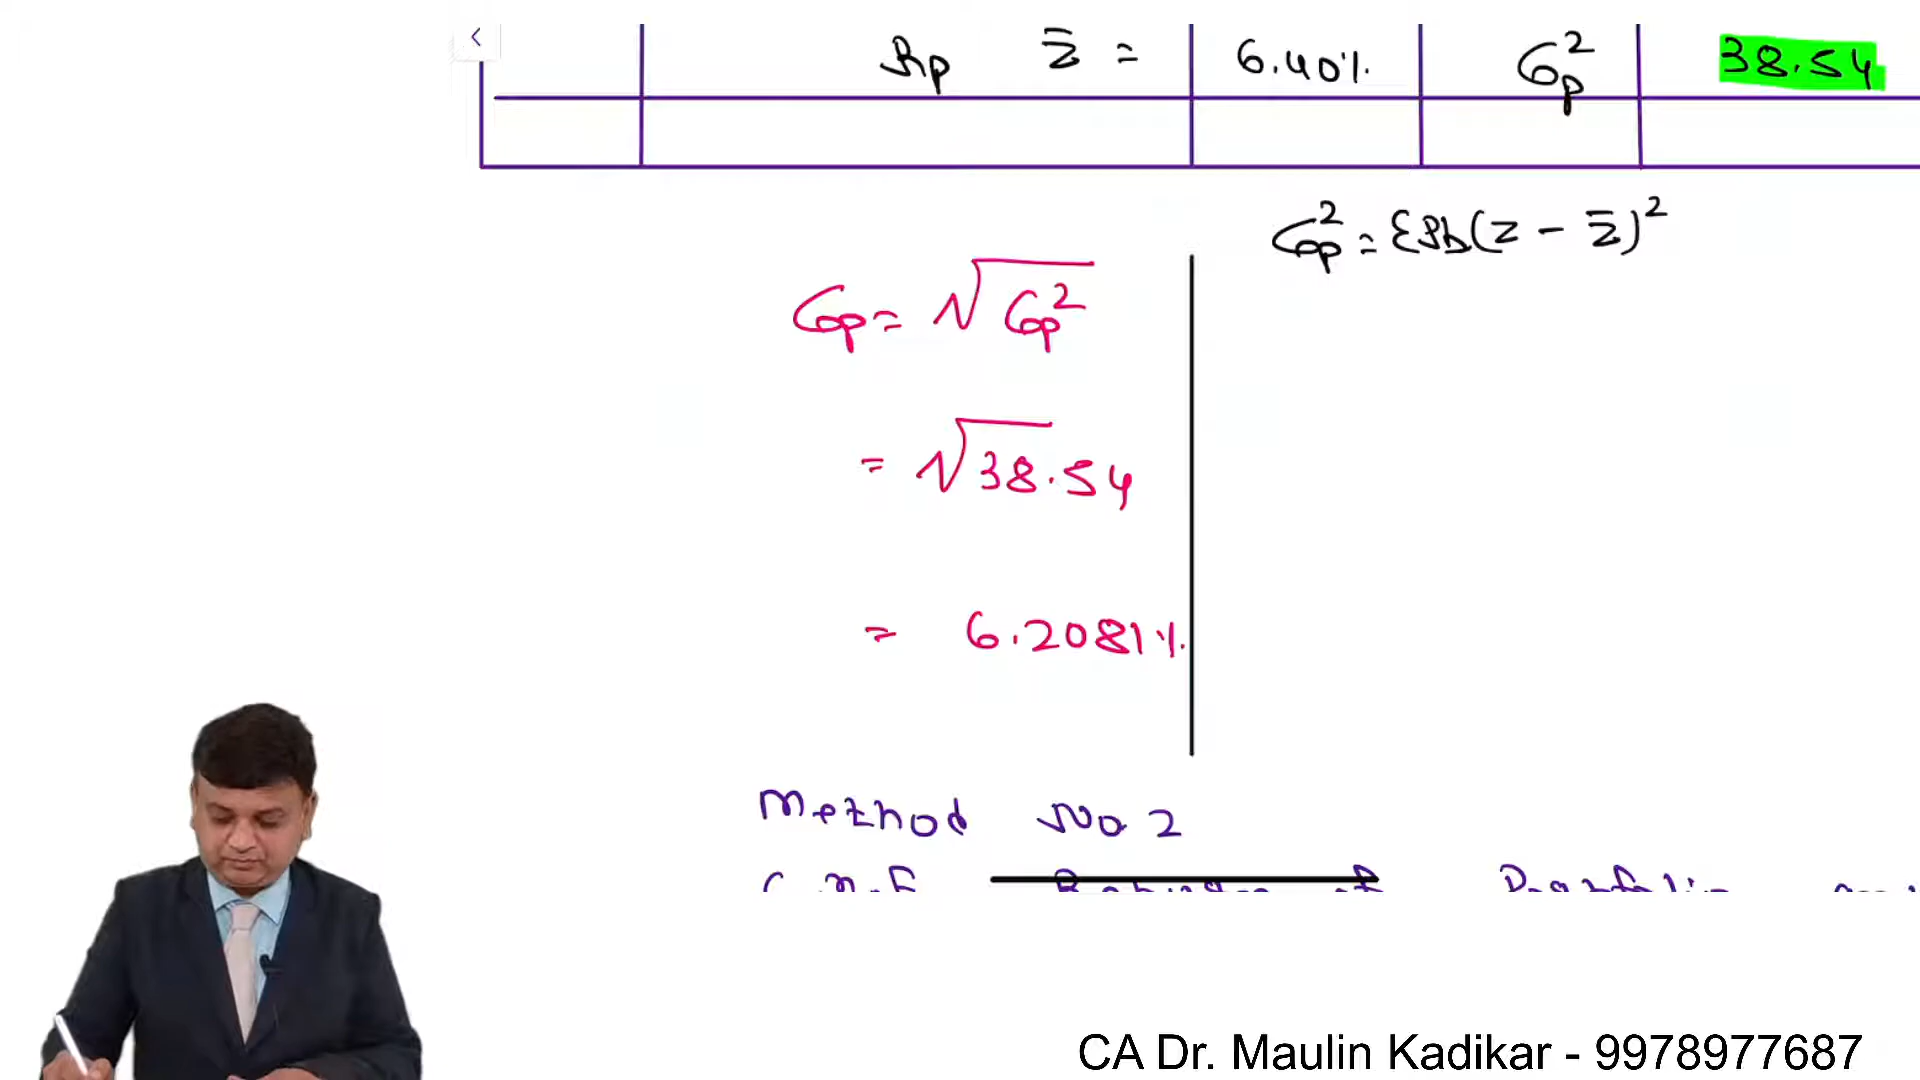 Rp z̄ = 6.40% σp² 38.54
σp² = ΣPb(z - z̄)²
σp = √σp²
= √38.54
= 6.2081%
Method No 2
CA Dr. Maulin Kadikar - 9978977687